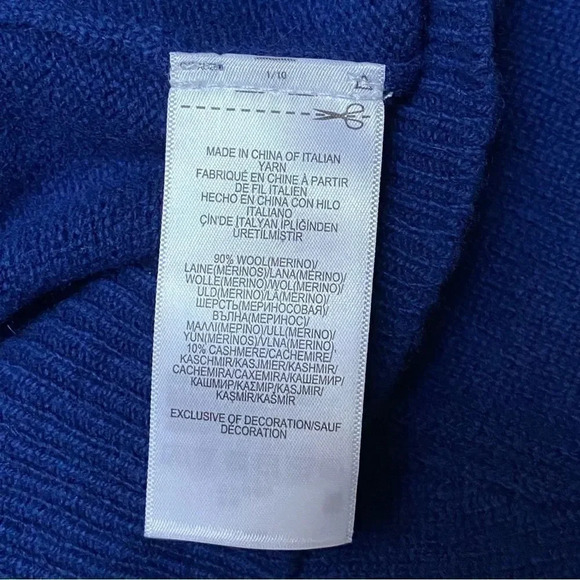 1/10
MADE IN CHINA OF ITALIAN
YARN
FABRIQUÉ EN CHINE À PARTIR
DE FIL ITALIEN
HECHO EN CHINA CON HILO
ITALIANO
ÇİN'DE İTALYAN İPLİĞİNDEN
ÜRETİLMİŞTİR
90% WOOL(MERINO)/
LAINE(MÉRINOS)/LANA(MERINO)/
WOLLE(MERINO)/WOL(MERINO)/
ULD(MERINO)/LÃ(MERINO)/
ШЕРСТЬ(МЕРИНОСОВАЯ)/
ВЪЛНА(МЕРИНОС)/
ΜΑΛΛΙ(ΜΕΡΙΝΟ)/ULL(MERINO)/
YÜN(MERİNOS)/VLNA(MERINO).
10% CASHMERE/CACHEMIRE/
KASCHMIR/KASJMIER/KASHMIR/
CACHEMIRA/CAXEMIRA/КАШЕМИР/
КАШМИР/ΚΑΣΜΙΡ/KASJMIR/
KAŞMİR/KAŠMÍR
EXCLUSIVE OF DECORATION/SAUF
DÉCORATION